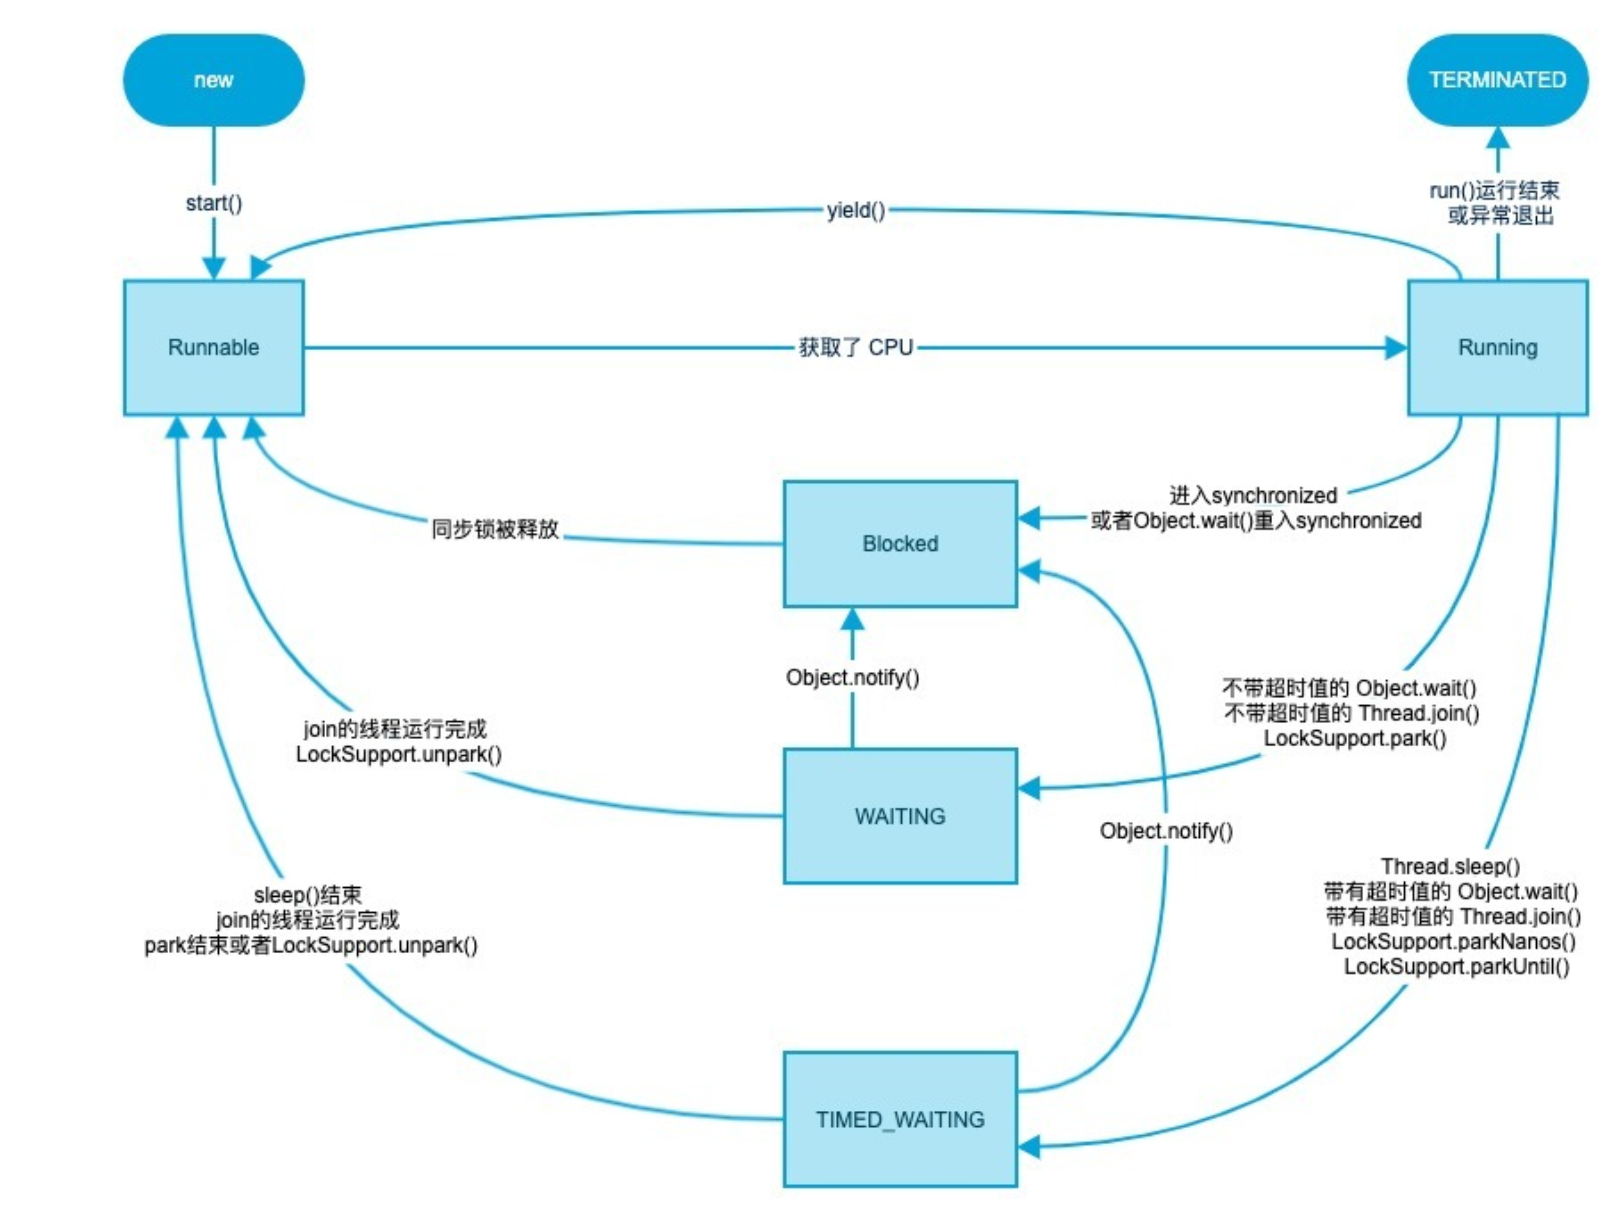 new
TERMINATED
start()
yield()
run()运行结束
或异常退出
Runnable
获取了 CPU
Running
进入synchronized
或者Object.wait()重入synchronized
同步锁被释放
Blocked
Object.notify()
不带超时值的 Object.wait()
不带超时值的 Thread.join()
LockSupport.park()
join的线程运行完成
LockSupport.unpark()
WAITING
Object.notify()
Thread.sleep()
带有超时值的 Object.wait()
带有超时值的 Thread.join()
LockSupport.parkNanos()
LockSupport.parkUntil()
sleep()结束
join的线程运行完成
park结束或者LockSupport.unpark()
TIMED_WAITING